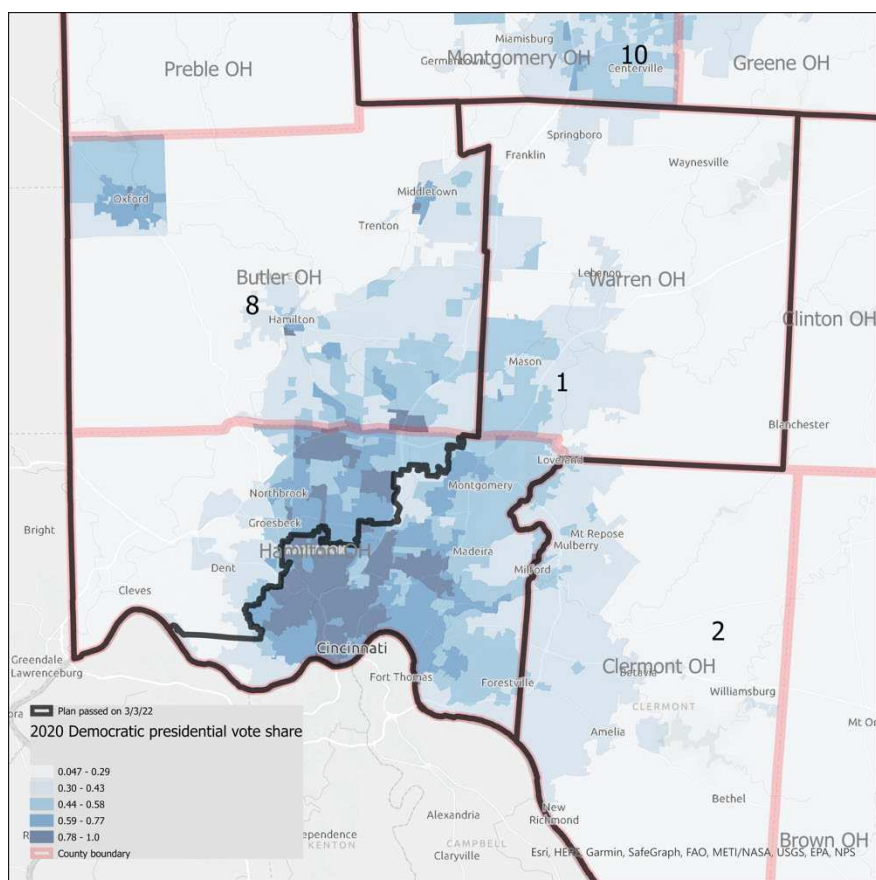 Miamisburg
Montgomery OH
10
Preble OH
Centerville
Greene OH
Springboro
Franklin
Waynesville
Oxford
Middletown
Trenton
Lebanon
Butler OH
Warren OH
8
Hamilton
Clinton OH
Mason
1
Blanchester
Loveland
Montgomery
Northbrook
Groesbeck
Bright
Mt Repose
Hamilton OH
Madeira
Mulberry
Dent
Milford
Cleves
2
Cincinnati
Greendale
Lawrenceburg
Clermont OH
Batavia
Fort Thomas
Forestville
Williamsburg
CLERMONT
Plan passed on 3/3/22
Amelia
2020 Democratic presidential vote share
0.047 - 0.29
0.30 - 0.43
0.44 - 0.58
0.59 - 0.77
0.78 - 1.0
County boundary
Bethel
New
Richmond
Alexandria
KENTON
CAMPBELL
Claryville
Brown OH
Esri, HERE, Garmin, SafeGraph, FAO, METI/NASA, USGS, EPA, NPS